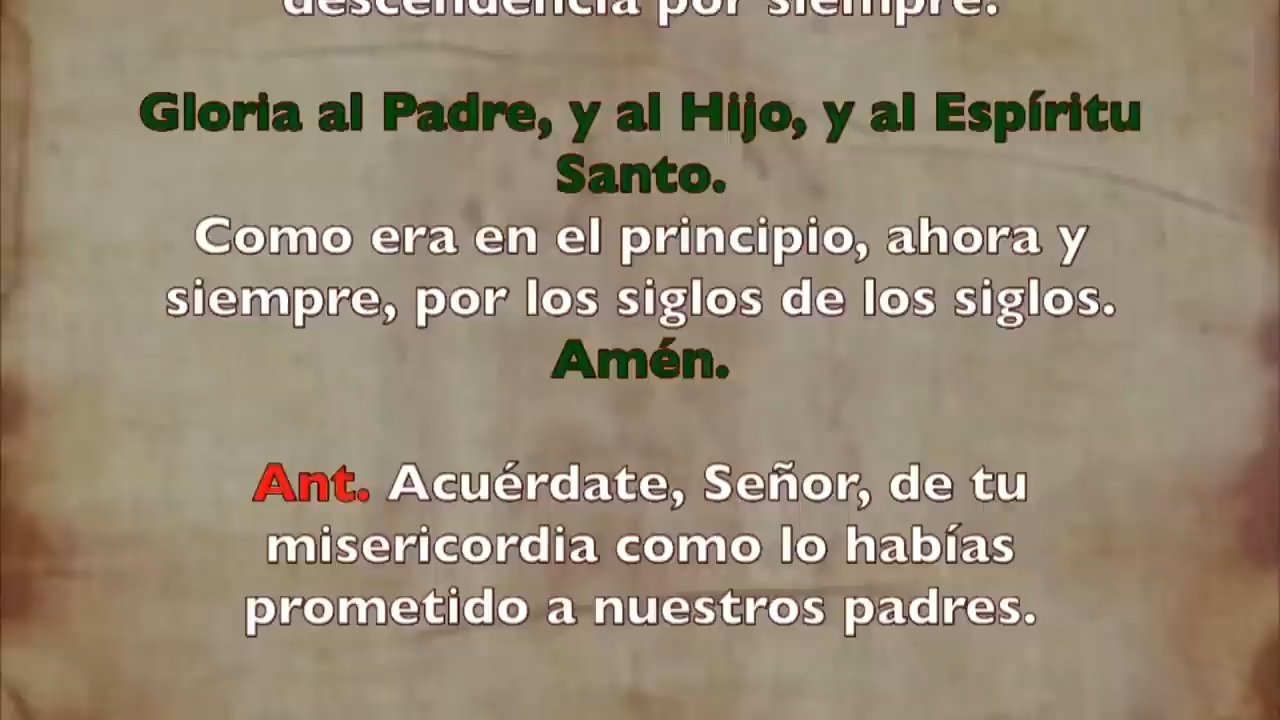 descendencia por siempre.
Gloria al Padre, y al Hijo, y al Espíritu
Santo.
Como era en el principio, ahora y
siempre, por los siglos de los siglos.
Amén.
Ant. Acuérdate, Señor, de tu
misericordia como lo habías
prometido a nuestros padres.